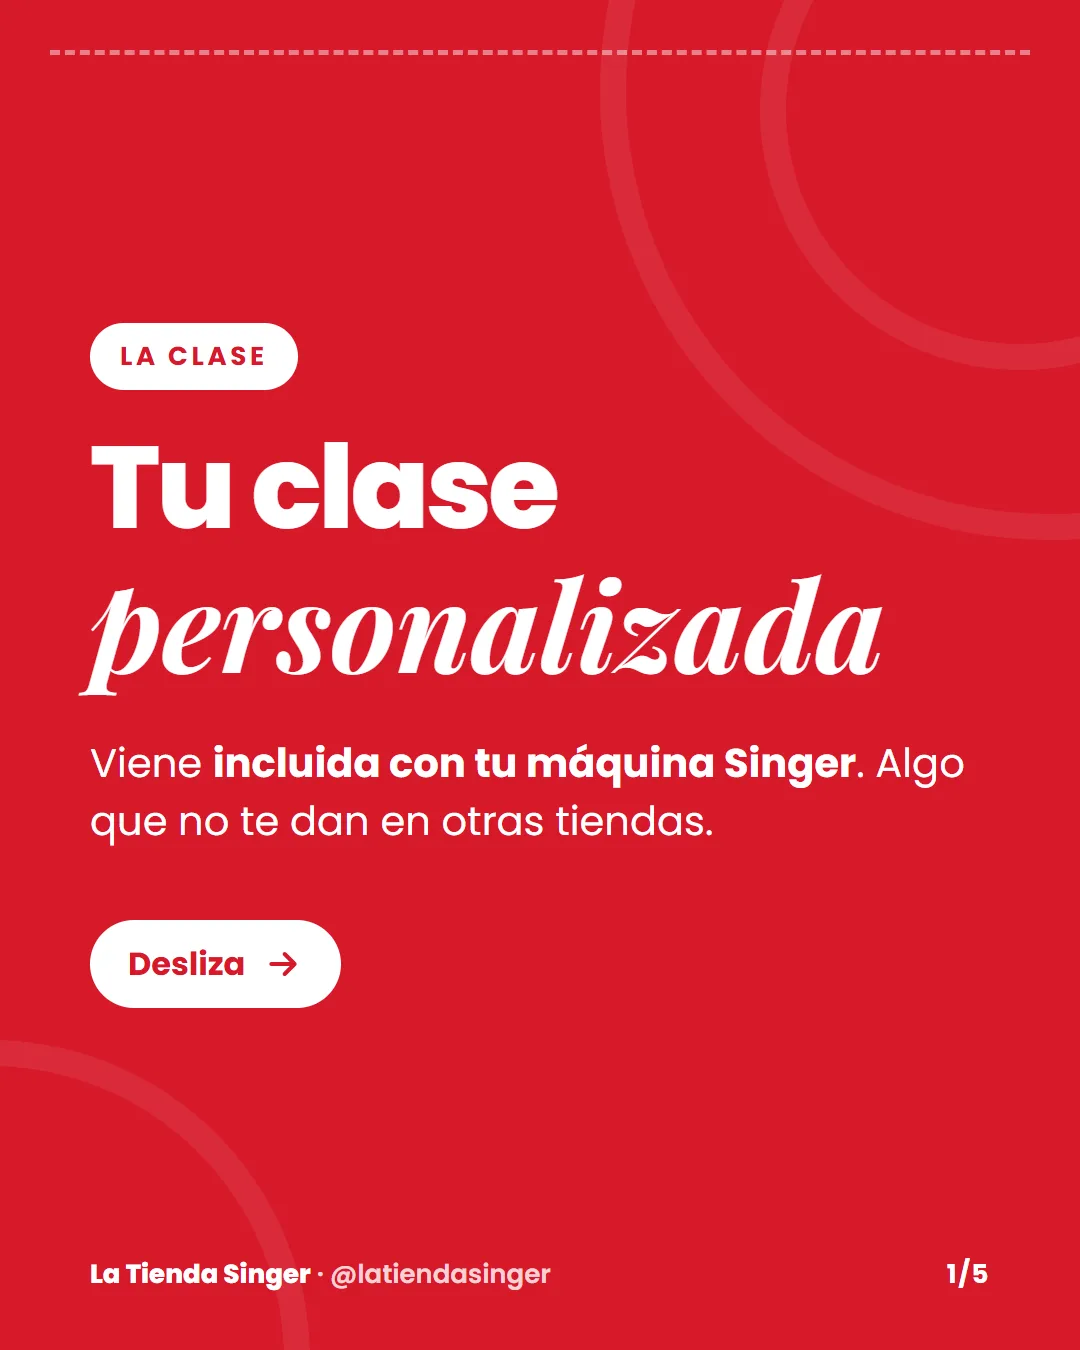 LA CLASE
Tu clase
personalizada
Viene incluida con tu máquina Singer. Algo
que no te dan en otras tiendas.
Desliza →
La Tienda Singer · @latiendasinger
1/5